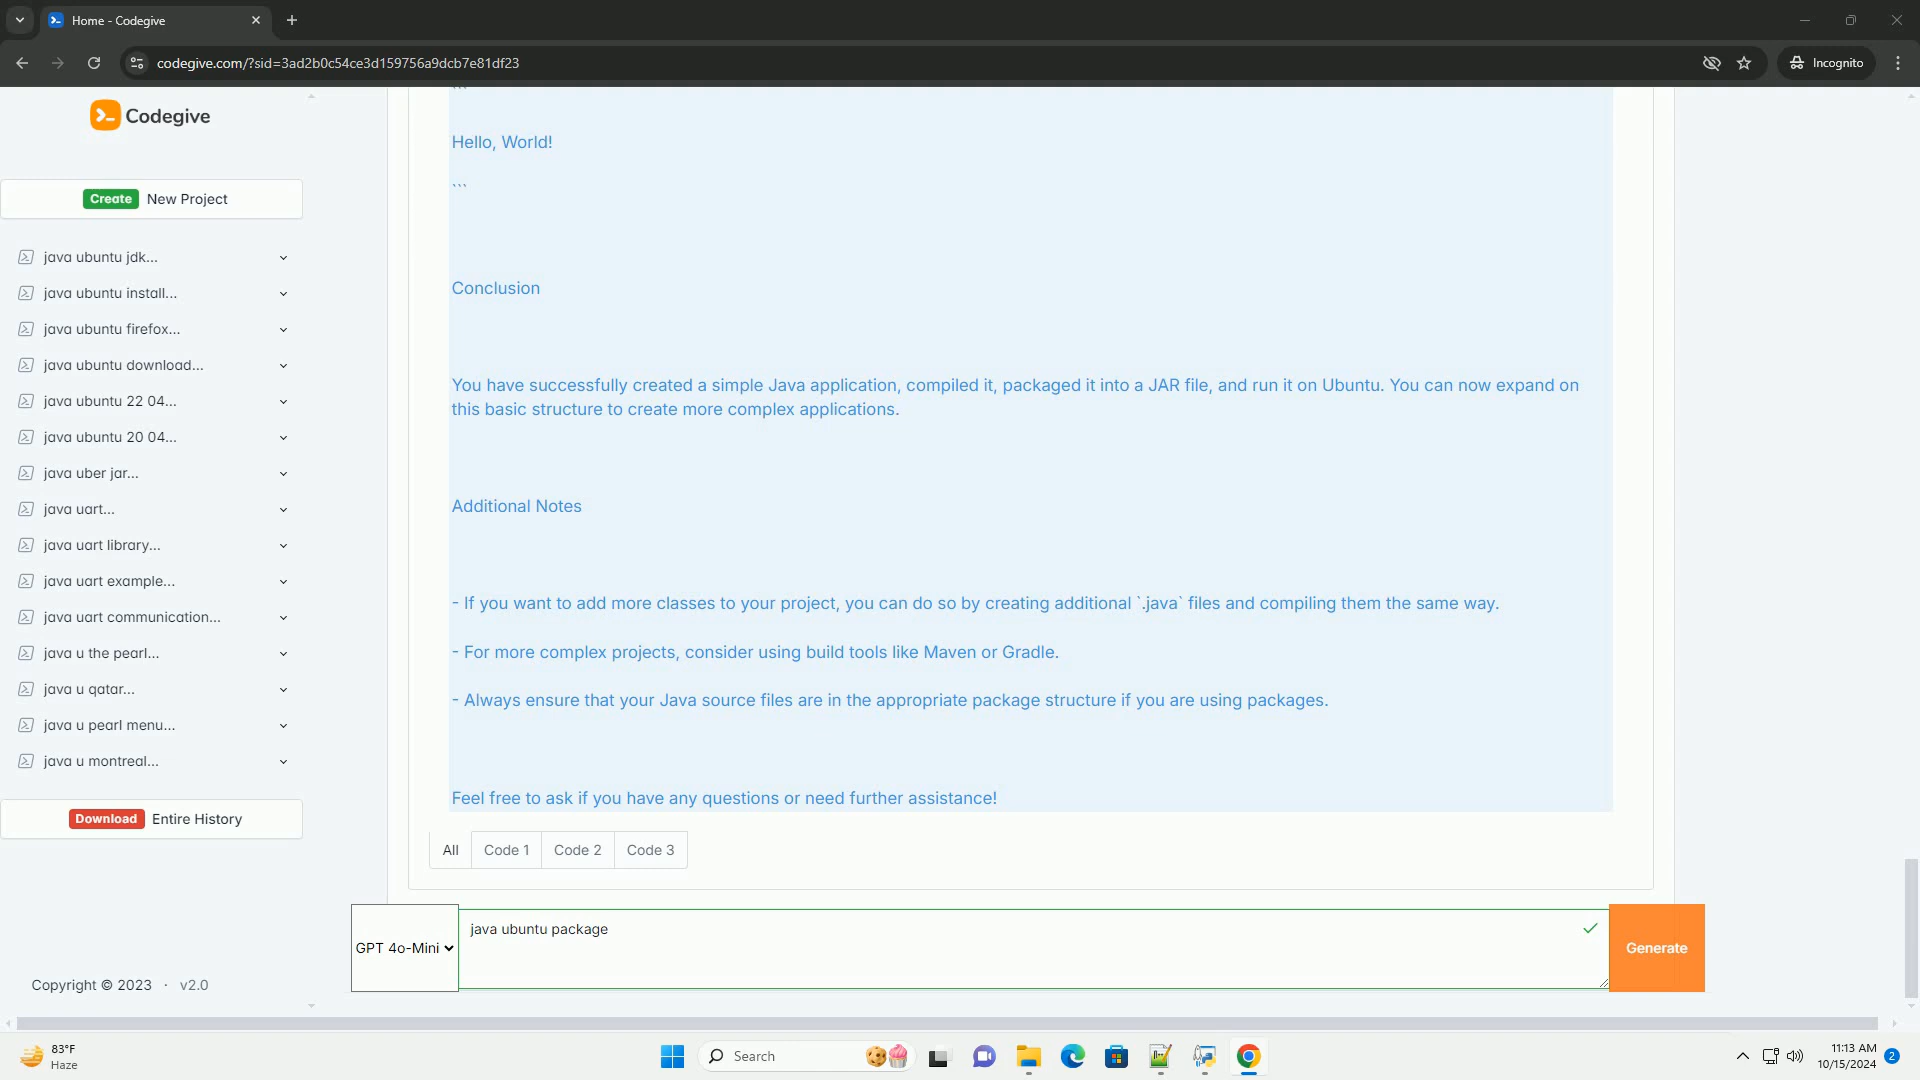 Home - Codegive
codegive.com/?sid=3ad2b0c54ce3d159756a9dcb7e81df23
Incognito
Codegive
Create New Project
java ubuntu jdk...
java ubuntu install...
java ubuntu firefox...
java ubuntu download...
java ubuntu 22 04...
java ubuntu 20 04...
java uber jar...
java uart...
java uart library...
java uart example...
java uart communication...
java u the pearl...
java u qatar...
java u pearl menu...
java u montreal...
Download Entire History
Copyright © 2023 · v2.0
```
Hello, World!
```
Conclusion
You have successfully created a simple Java application, compiled it, packaged it into a JAR file, and run it on Ubuntu. You can now expand on
this basic structure to create more complex applications.
Additional Notes
- If you want to add more classes to your project, you can do so by creating additional `.java` files and compiling them the same way.
- For more complex projects, consider using build tools like Maven or Gradle.
- Always ensure that your Java source files are in the appropriate package structure if you are using packages.
Feel free to ask if you have any questions or need further assistance!
All Code 1 Code 2 Code 3
GPT 4o-Mini
java ubuntu package
Generate
83°F
Haze
Search
11:13 AM
10/15/2024
2